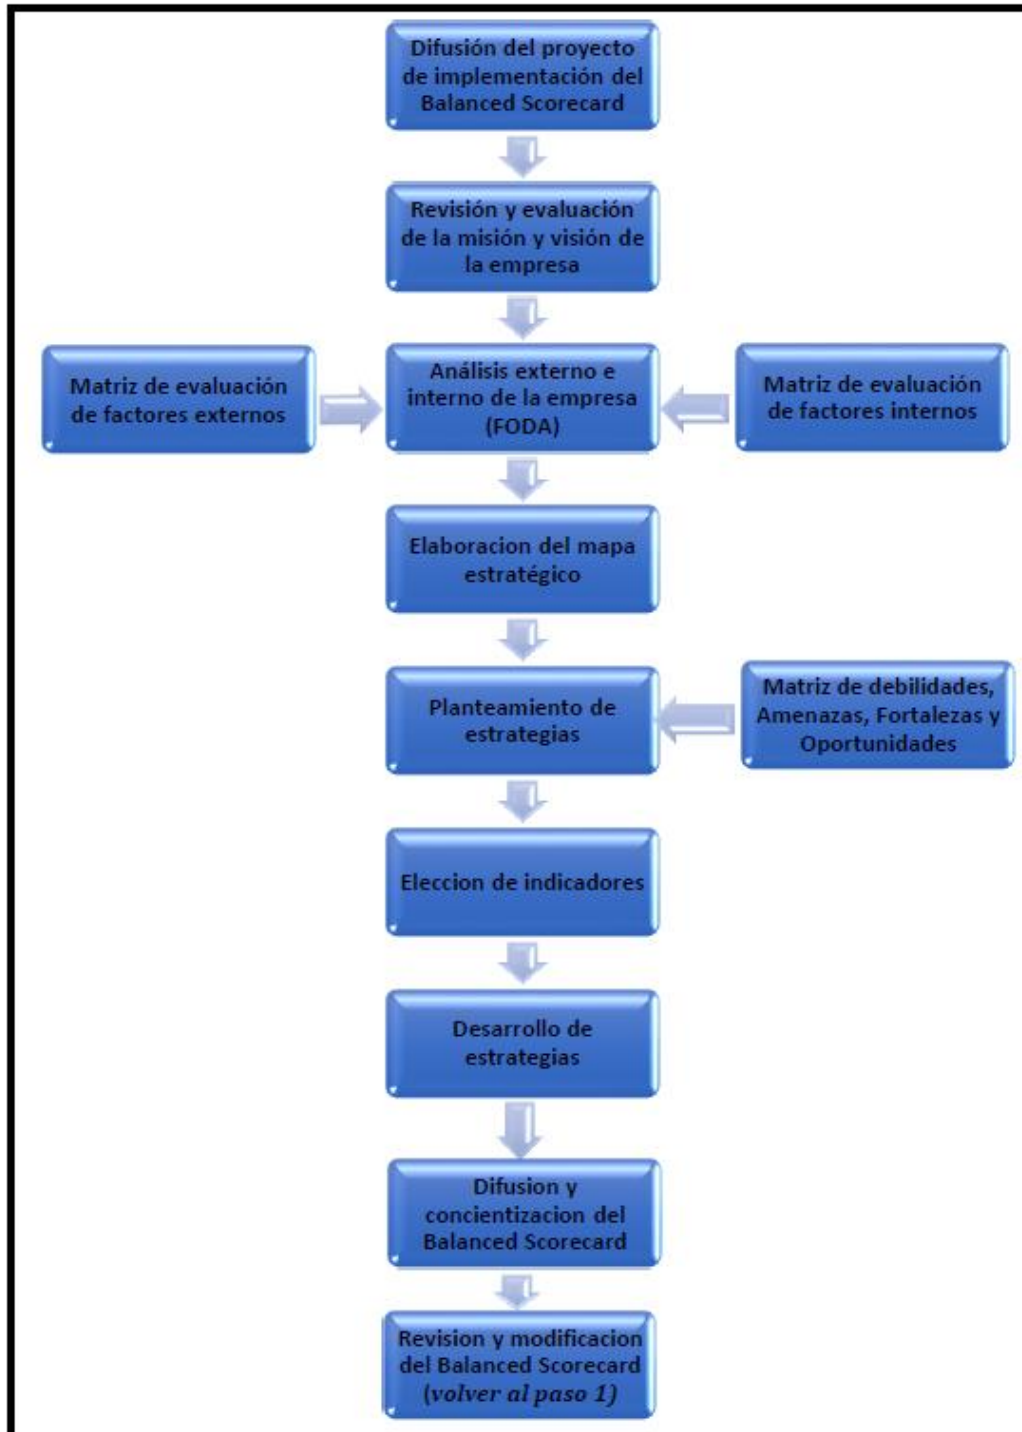 Difusión del proyecto
de implementación del
Balanced Scorecard
Revisión y evaluación
de la misión y visión de
la empresa
Matriz de evaluación
de factores externos
Análisis externo e
interno de la empresa
(FODA)
Matriz de evaluación
de factores internos
Elaboracion del mapa
estratégico
Planteamiento de
estrategias
Matriz de debilidades,
Amenazas, Fortalezas y
Oportunidades
Eleccion de indicadores
Desarrollo de
estrategias
Difusion y
concientizacion del
Balanced Scorecard
Revision y modificacion
del Balanced Scorecard
(volver al paso 1)